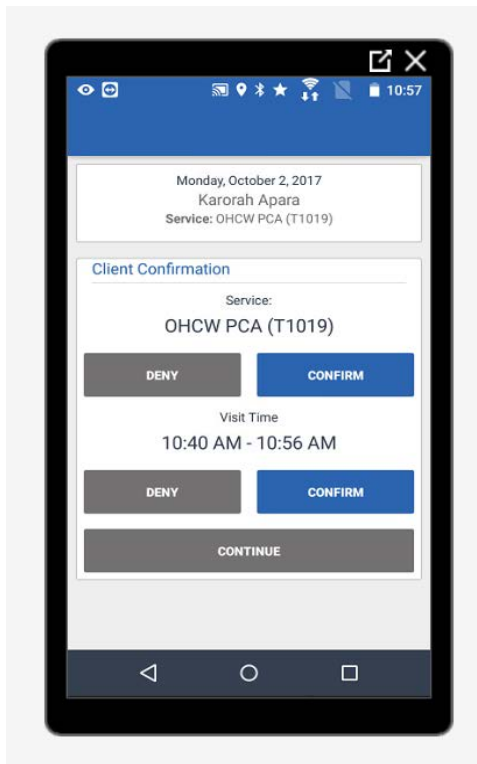 10:57
Monday, October 2, 2017
Karorah Apara
Service: OHCW PCA (T1019)
Client Confirmation
Service:
OHCW PCA (T1019)
DENY CONFIRM
Visit Time
10:40 AM - 10:56 AM
DENY CONFIRM
CONTINUE